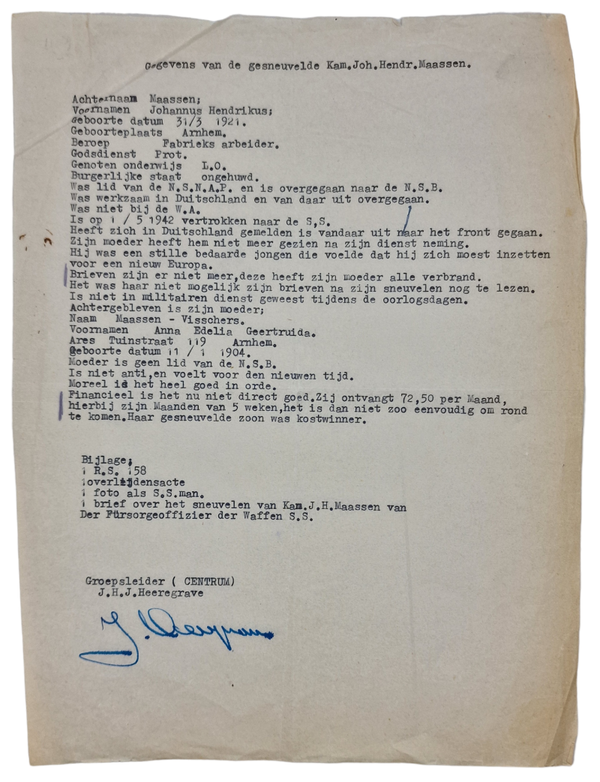 Gegevens van de gesneuvelde Kam.Joh.Hendr.Maassen.
Achternaam Maassen;
Voornamen Johannus Hendrikus;
Geboorte datum 31/3 1921.
Geboorteplaats Arnhem.
Beroep Fabrieks arbeider.
Godsdienst Prot.
Genoten onderwijs L.O.
Burgerlijke staat ongehuwd.
Was lid van de N.S.N.A.P. en is overgegaan naar de N.S.B.
Was werkzaam in Duitschland en van daar uit overgegaan.
Was niet bij de W.A.
Is op 1 /5 1942 vertrokken naar de S,S.
Heeft zich in Duitschland gemelden is vandaar uit naar het front gegaan.
Zijn moeder heeft hem niet meer gezien na zijn dienst neming.
Hij was een stille bedaarde jongen die voelde dat hij zich moest inzetten
voor een nieuw Europa.
Brieven zijn er niet meer,deze heeft zijn moeder alle verbrand.
Het was haar niet mogelijk zijn brieven na zijn sneuvelen nog te lezen.
Is niet in militairen dienst geweest tijdens de oorlogsdagen.
Achtergebleven is zijn moeder;
Naam Maassen - Visschers.
Voornamen Anna Edelia Geertruida.
Ares Tuinstraat 119 Arnhem.
Geboorte datum 11 / 1 1904.
Moeder is geen lid van de N.S.B.
Is niet anti,en voelt voor den nieuwen tijd.
Moreel is het heel goed in orde.
Financieel is het nu niet direct goed.Zij ontvangt 72,50 per Maand,
hierbij zijn Maanden van 5 weken,het is dan niet zoo eenvoudig om rond
te komen.Haar gesneuvelde zoon was kostwinner.
Bijlage;
1 R.S. 158
1overlijdensacte
1 foto als S.S.man.
1 brief over het sneuvelen van Kam.J.H.Maassen van
Der Fürsorgeoffizier der Waffen S.S.
Groepsleider ( CENTRUM)
J.H.J.Heeregrave